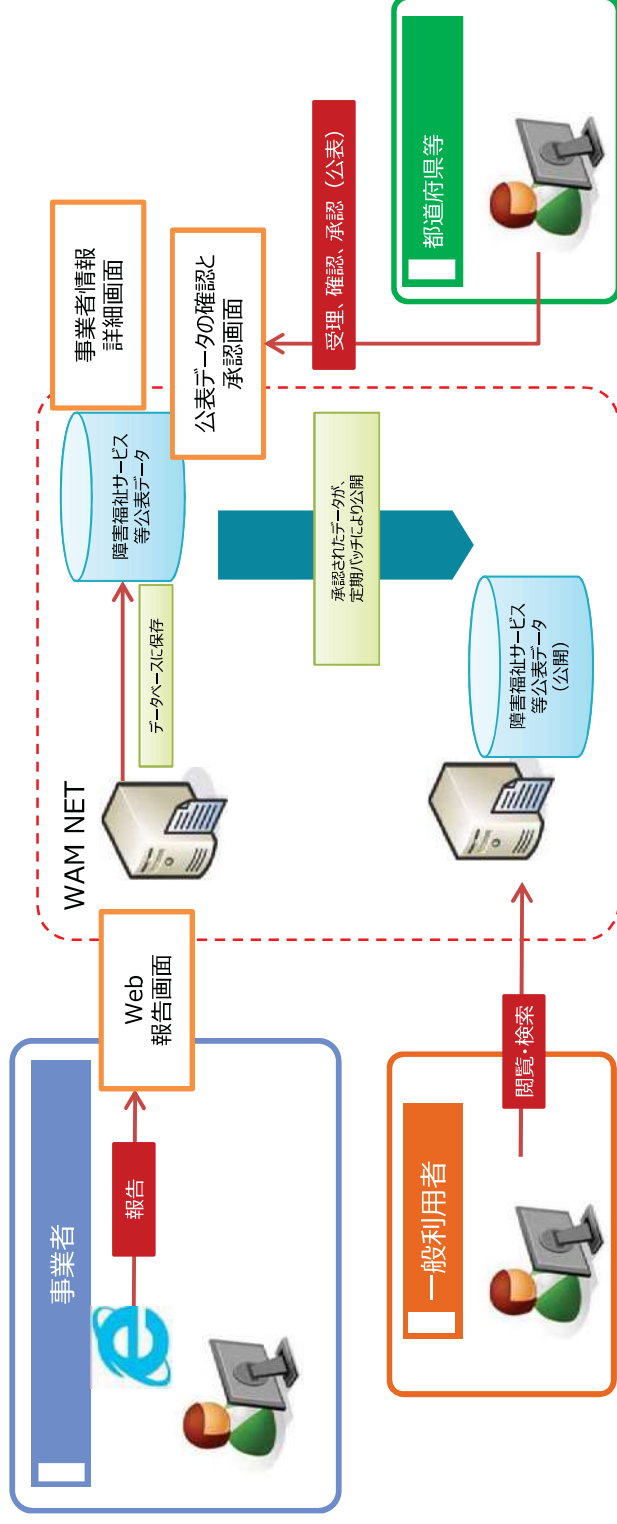 事業者
報告
Web
報告画面
WAM NET
データベースに保存
障害福祉サービス
等公表データ
事業者情報
詳細画面
公表データの確認と
承認画面
承認されたデータが、
定期バッチにより公開
受理、確認、承認（公表）
都道府県等
一般利用者
閲覧・検索
障害福祉サービス
等公表データ
（公開）